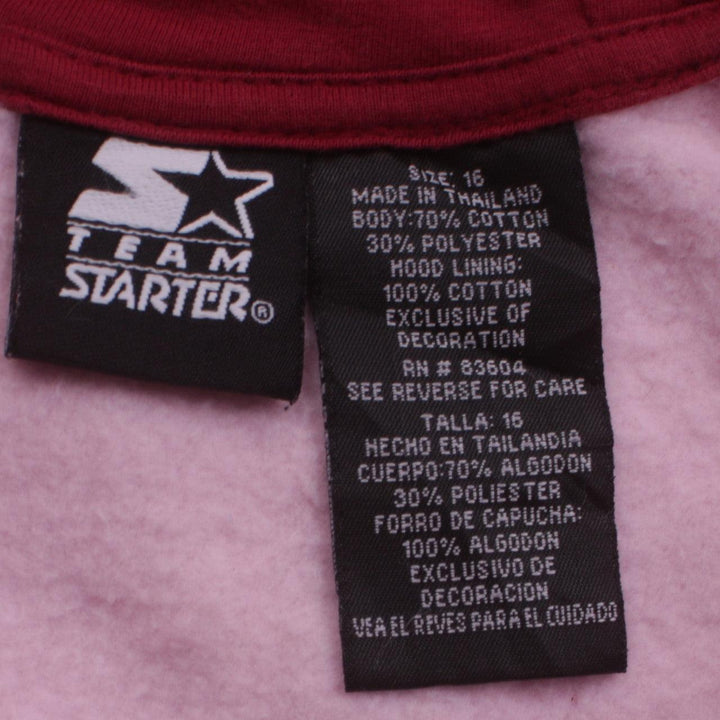 TEAM
STARTER®
SIZE: 16
MADE IN THAILAND
BODY:70% COTTON
30% POLYESTER
HOOD LINING:
100% COTTON
EXCLUSIVE OF
DECORATION
RN # 83604
SEE REVERSE FOR CARE
TALLA: 16
HECHO EN TAILANDIA
CUERPO:70% ALGODON
30% POLIESTER
FORRO DE CAPUCHA:
100% ALGODON
EXCLUSIVO DE
DECORACION
VEA EL REVES PARA EL CUIDADO